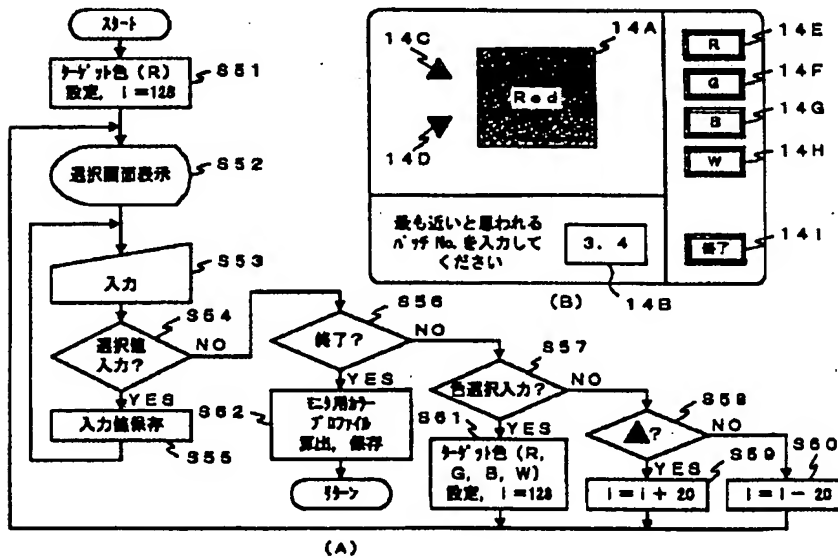 スタート
ターゲット色(R)
設定, i=128
S51
選択画面表示
S52
入力
S53
選択値
入力?
S54
NO
YES
入力値保存
S55
終了?
S56
NO
YES
モニタ用カラー
プロファイル
算出, 保存
S62
リターン
色選択入力?
S57
NO
YES
S61
ターゲット色(R,
G, B, W)
設定, i=128
▲?
S58
NO
YES
i=i+20
S59
i=i-20
S60
(A)
14C
14D
14A
Red
R
14E
G
14F
B
14G
W
14H
終了
14I
最も近いと思われる
パッチ No. を入力して
ください
3. 4
14B
(B)